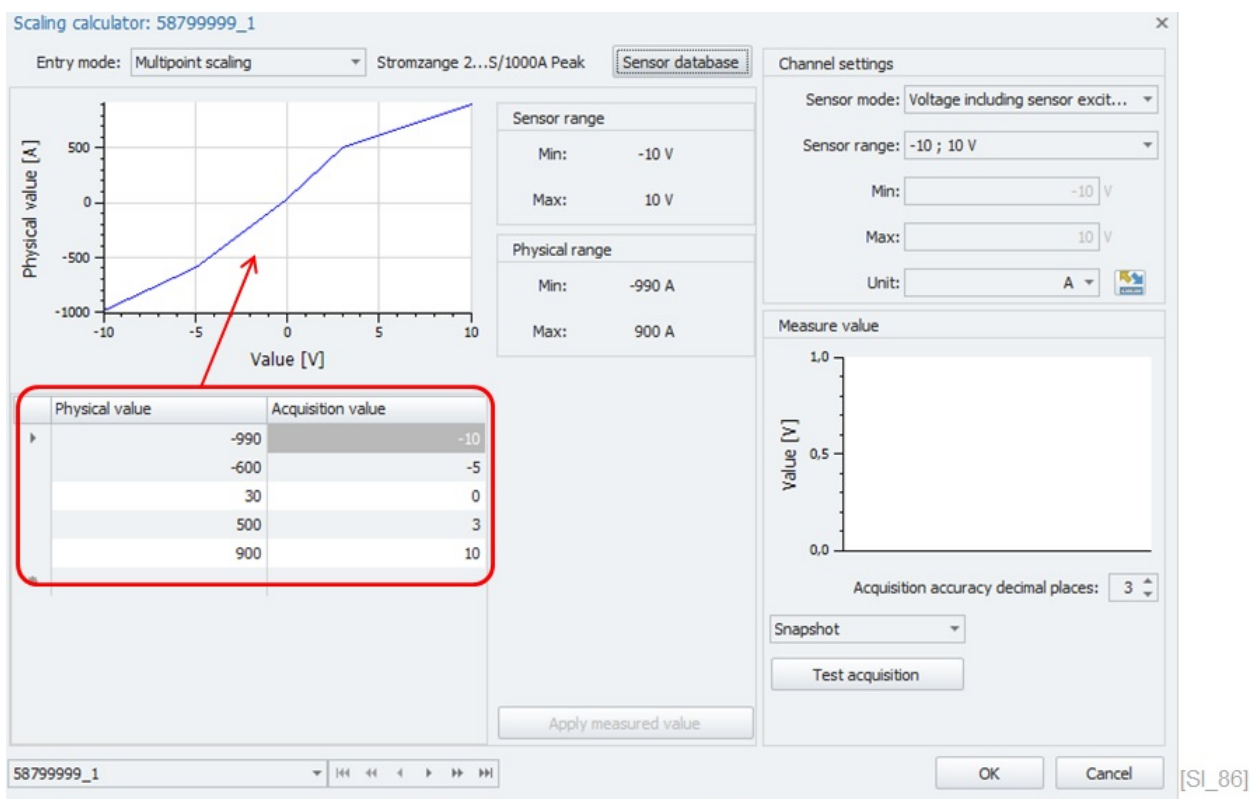 Scaling calculator: 58799999_1
Entry mode: Multipoint scaling Stromzange 2...S/1000A Peak Sensor database
500
0
-500
-1000
Physical value [A]
-10 -5 0 5 10
Value [V]
Sensor range
Min: -10 V
Max: 10 V
Physical range
Min: -990 A
Max: 900 A
Physical value Acquisition value
-990 -10
-600 -5
30 0
500 3
900 10
Apply measured value
Channel settings
Sensor mode: Voltage including sensor excit...
Sensor range: -10 ; 10 V
Min: -10 V
Max: 10 V
Unit: A
Measure value
1,0
0,5
0,0
Value [V]
Acquisition accuracy decimal places: 3
Snapshot
Test acquisition
58799999_1
OK Cancel
[SI_86]